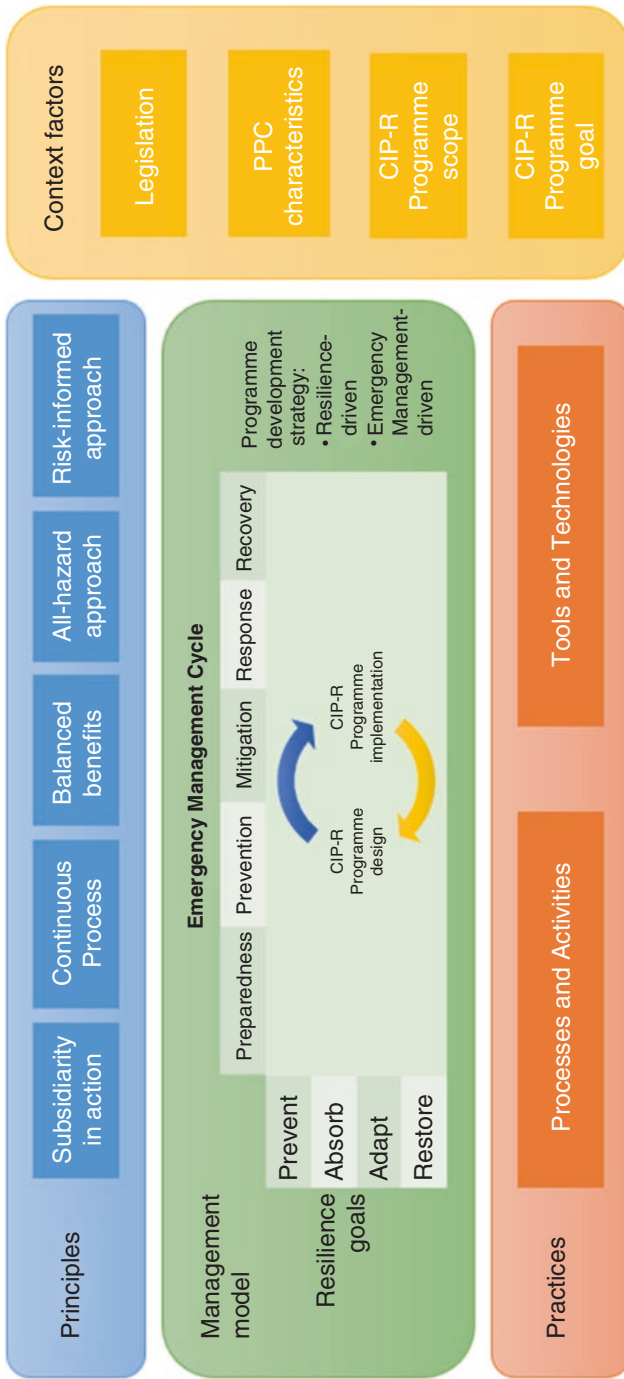 Principles
Subsidiarity
in action
Continuous
Process
Balanced
benefits
All-hazard
approach
Risk-informed
approach
Management
model
Emergency Management Cycle
Preparedness
Prevention
Mitigation
Response
Recovery
Resilience
goals
Prevent
Absorb
Adapt
Restore
CIP-R
Programme
design
CIP-R
Programme
implementation
Programme
development
strategy:
• Resilience-
driven
• Emergency
Management-
driven
Practices
Processes and Activities
Tools and Technologies
Context factors
Legislation
PPC
characteristics
CIP-R
Programme
scope
CIP-R
Programme
goal